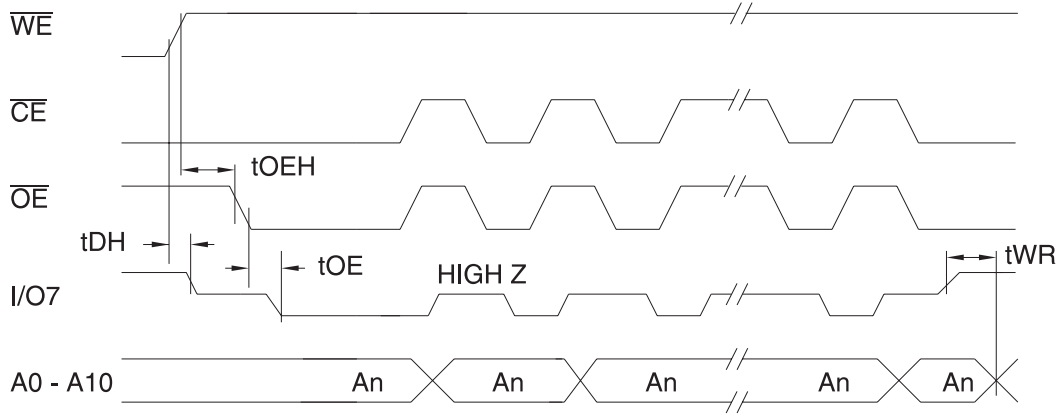 WE
CE
tOEH
OE
tDH
tOE
tWR
HIGH Z
I/O7
A0 - A10 An An An An An